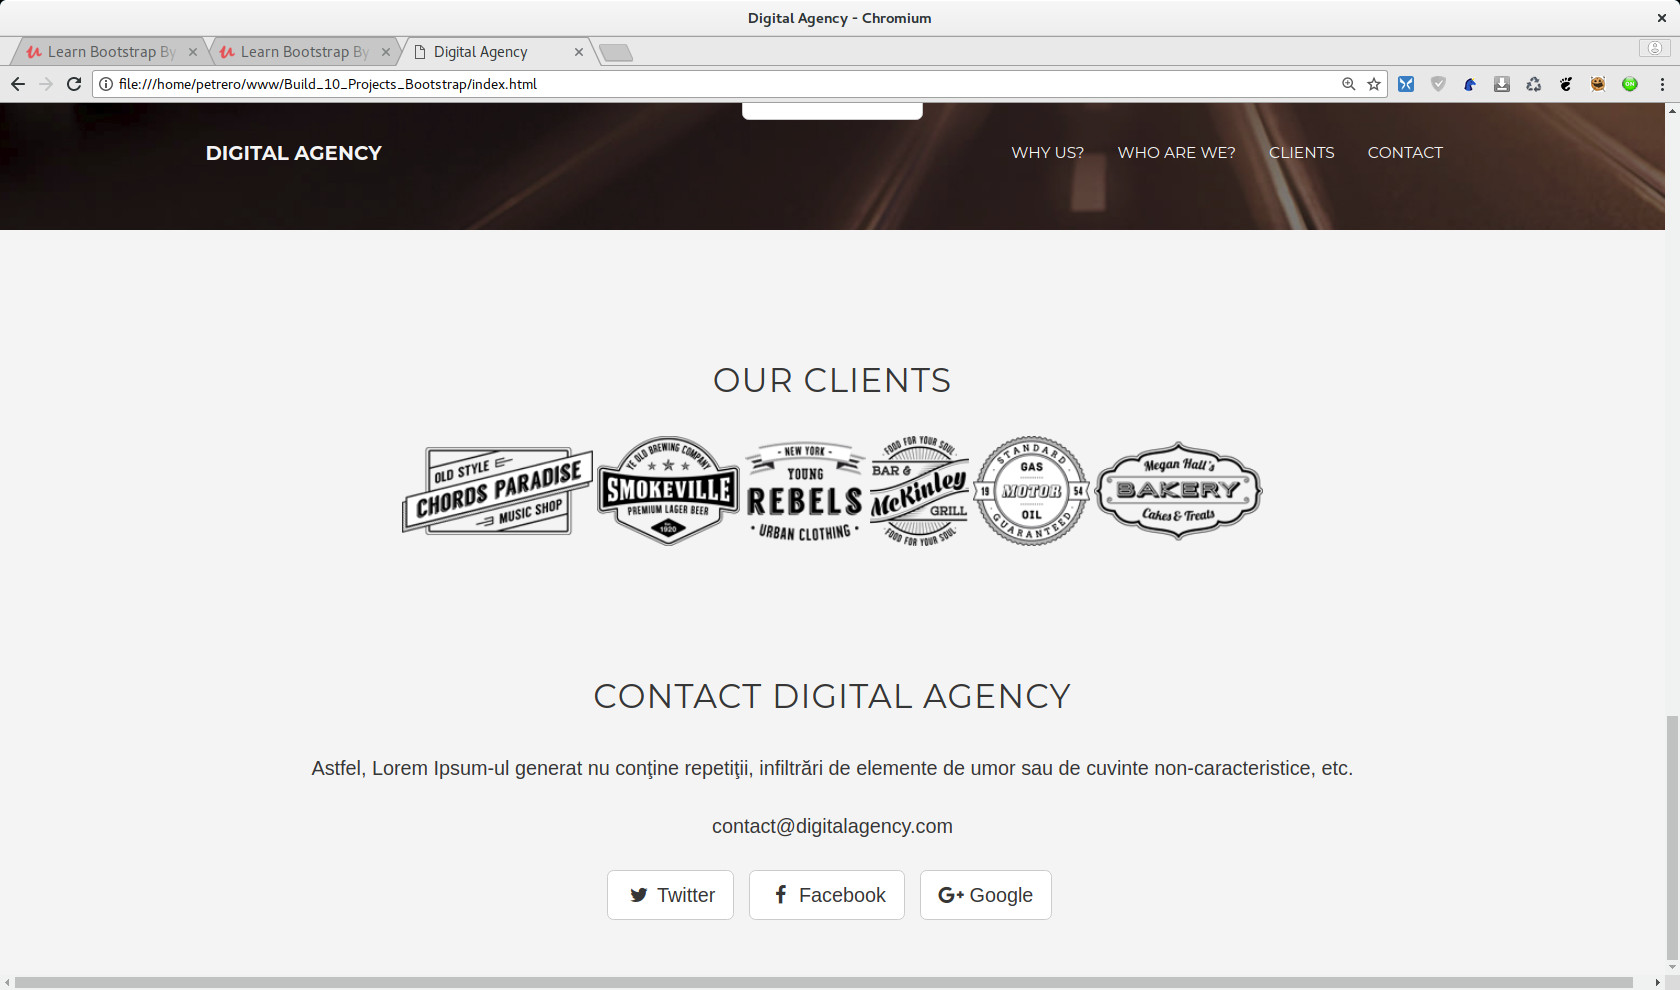 Digital Agency - Chromium
Learn Bootstrap By
Learn Bootstrap By
Digital Agency
file:///home/petrero/www/Build_10_Projects_Bootstrap/index.html
ON
DIGITAL AGENCY
WHY US?
WHO ARE WE?
CLIENTS
CONTACT
OUR CLIENTS
OLD STYLE
CHORDS PARADISE
MUSIC SHOP
YE OLD BREWING COMPANY
SMOKEVILLE
PREMIUM LAGER BEER
1920
- NEW YORK -
YOUNG
REBELS
• URBAN CLOTHING •
FOOD FOR YOUR SOUL
BAR &
McKinley
GRILL
FOOD FOR YOUR SOUL
STANDARD
GAS
19 MOTOR 54
OIL
GUARANTEED
Megan Hall's
BAKERY
Cakes & Treats
CONTACT DIGITAL AGENCY
Astfel, Lorem Ipsum-ul generat nu conţine repetiţii, infiltrări de elemente de umor sau de cuvinte non-caracteristice, etc.
contact@digitalagency.com
Twitter
Facebook
G+ Google